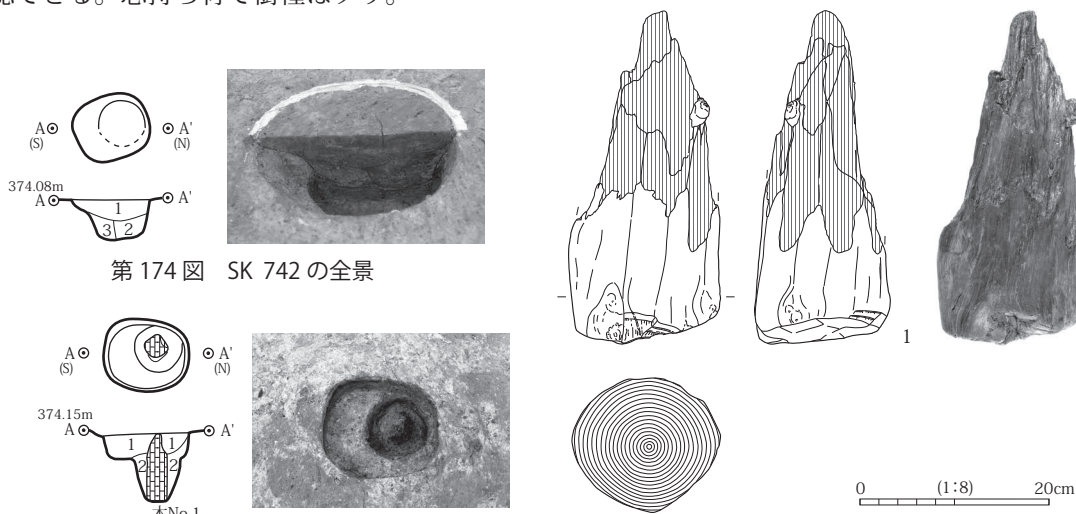 認できる。芯持ち材で樹種はクリ。
A A'
(S) (N)
374.08m
A A'
1
3 2
第 174 図 SK 742 の全景
A A'
(S) (N)
374.15m
A A'
1 1
2 2
木No.1
1
0 (1:8) 20cm